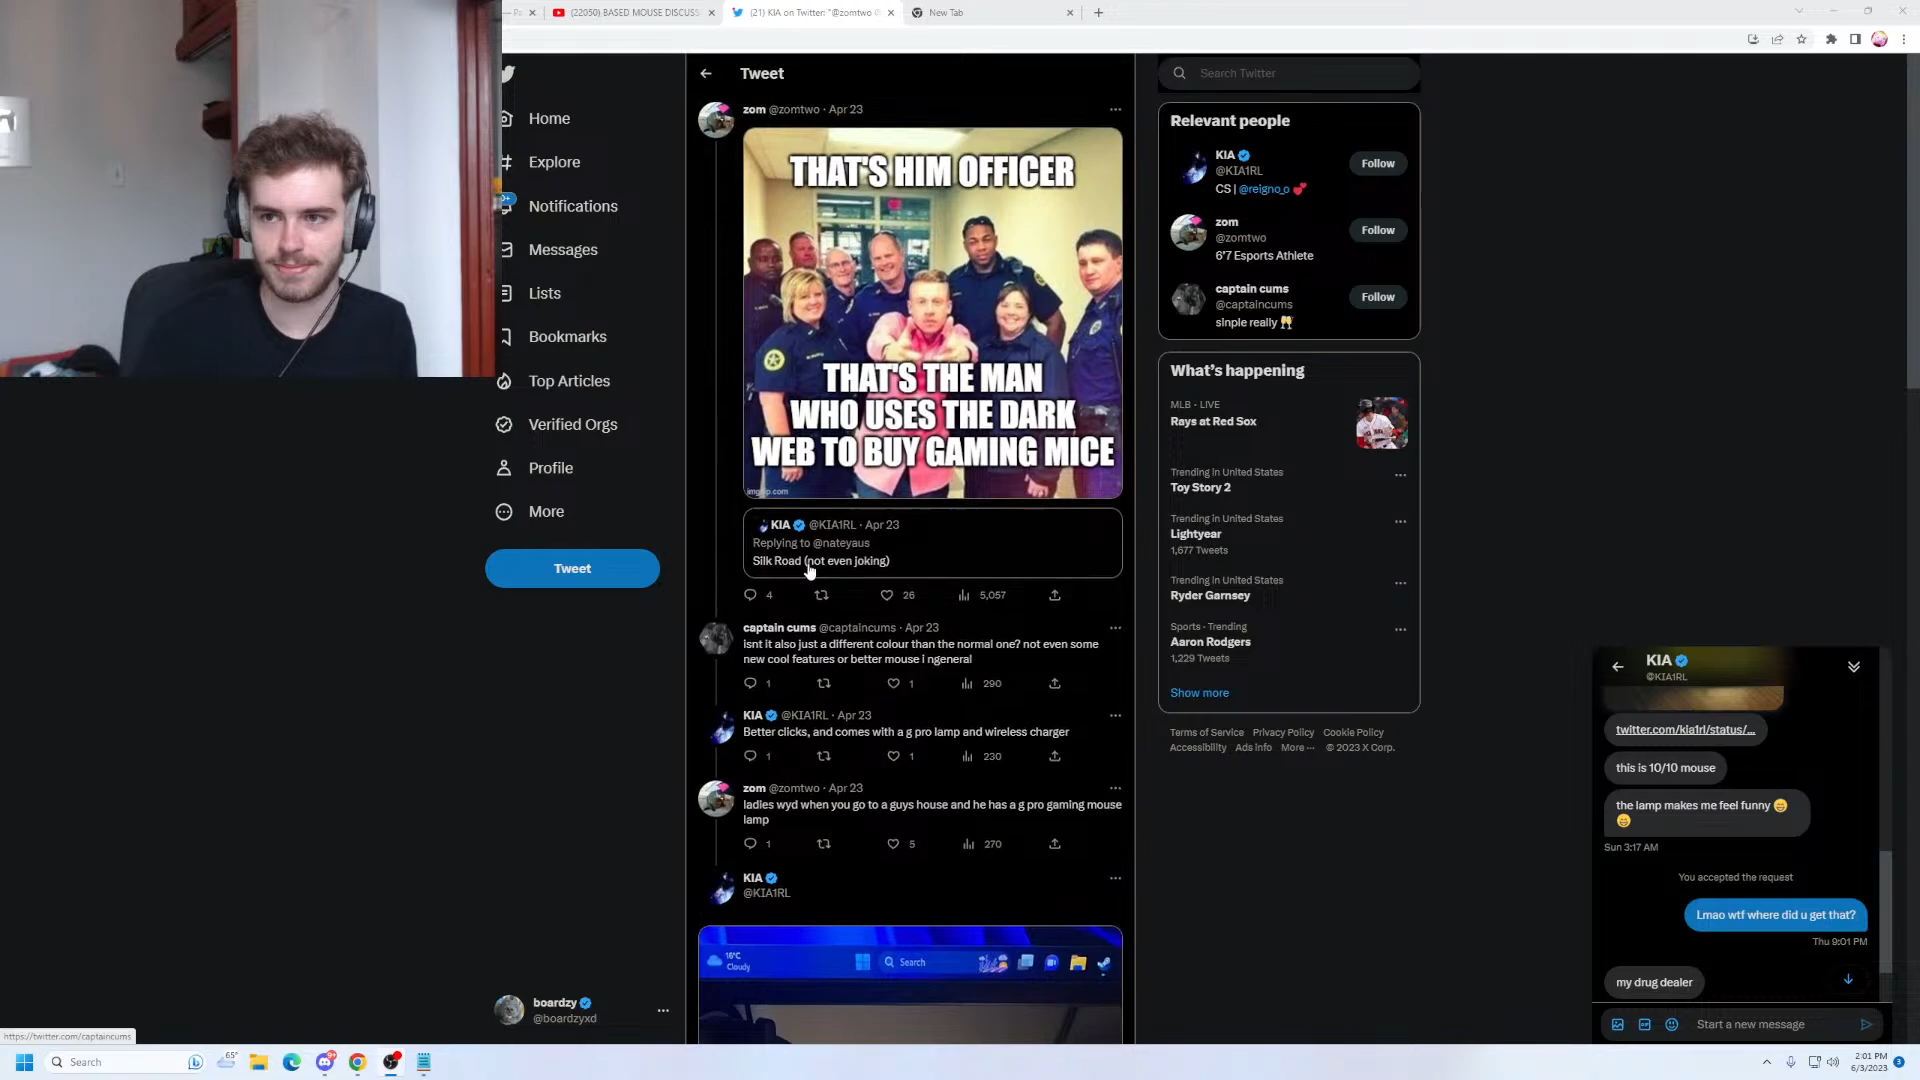 (22050) BASED MOUSE DISCUSS
(21) KIA on Twitter: "@zomtwo @
New Tab
Home
Explore
Notifications
Messages
Lists
Bookmarks
Top Articles
Verified Orgs
Profile
More
Tweet
boardzy
@boardzyxd
https://twitter.com/captaincums
Tweet
zom @zomtwo · Apr 23
THAT'S HIM OFFICER
THAT'S THE MAN
WHO USES THE DARK
WEB TO BUY GAMING MICE
KIA @KIA1RL · Apr 23
Replying to @nateyaus
Silk Road (not even joking)
4 26 5,057
captain cums @captaincums · Apr 23
isnt it also just a different colour than the normal one? not even some
new cool features or better mouse i ngeneral
1 1 290
KIA @KIA1RL · Apr 23
Better clicks, and comes with a g pro lamp and wireless charger
1 1 230
zom @zomtwo · Apr 23
ladies wyd when you go to a guys house and he has a g pro gaming mouse
lamp
1 5 270
KIA
@KIA1RL
16°C
Cloudy
Search
Search Twitter
Relevant people
KIA
@KIA1RL
CS | @reigno_o 💕
Follow
zom
@zomtwo
6'7 Esports Athlete
Follow
captain cums
@captaincums
sinple really 🥂
Follow
What's happening
MLB · LIVE
Rays at Red Sox
Trending in United States
Toy Story 2
Trending in United States
Lightyear
1,677 Tweets
Trending in United States
Ryder Garnsey
Sports · Trending
Aaron Rodgers
1,229 Tweets
Show more
Terms of Service Privacy Policy Cookie Policy
Accessibility Ads info More ··· © 2023 X Corp.
KIA
@KIA1RL
twitter.com/kia1rl/status/...
this is 10/10 mouse
the lamp makes me feel funny 😄
😄
Sun 3:17 AM
You accepted the request
Lmao wtf where did u get that?
Thu 9:01 PM
my drug dealer
Start a new message
Search
65°
2:01 PM
6/3/2023
3